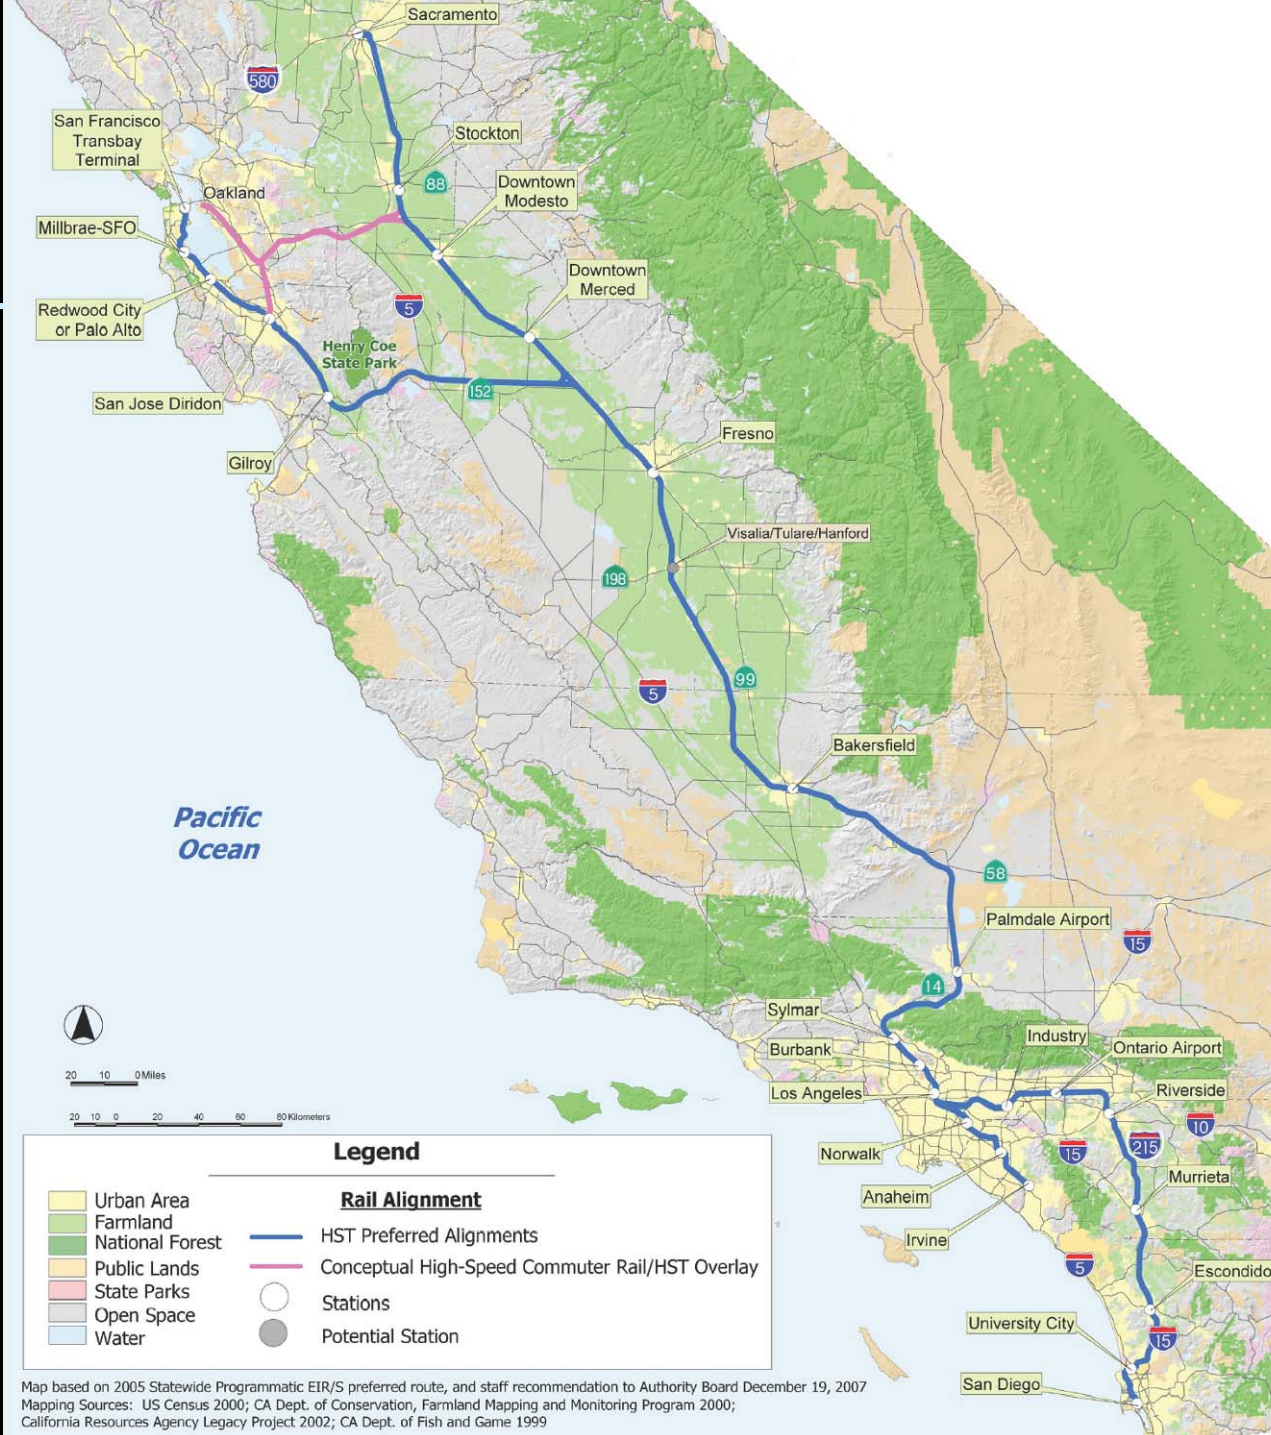 Sacramento
580
San Francisco
Transbay
Terminal
Stockton
Oakland
88
Downtown
Modesto
Millbrae-SFO
Downtown
Merced
Redwood City
or Palo Alto
5
Henry Coe
State Park
152
San Jose Diridon
Fresno
Gilroy
Visalia/Tulare/Hanford
198
99
5
Bakersfield
Pacific
Ocean
58
Palmdale Airport
15
14
Sylmar
Industry
Burbank
Ontario Airport
Los Angeles
Riverside
10
Norwalk
15
215
Murrieta
Anaheim
Irvine
5
Escondido
University City
15
San Diego
20 10 0 Miles
20 10 0 20 40 60 80 Kilometers
Legend
Urban Area
Farmland
National Forest
Public Lands
State Parks
Open Space
Water
Rail Alignment
HST Preferred Alignments
Conceptual High-Speed Commuter Rail/HST Overlay
Stations
Potential Station
Map based on 2005 Statewide Programmatic EIR/S preferred route, and staff recommendation to Authority Board December 19, 2007
Mapping Sources: US Census 2000; CA Dept. of Conservation, Farmland Mapping and Monitoring Program 2000;
California Resources Agency Legacy Project 2002; CA Dept. of Fish and Game 1999